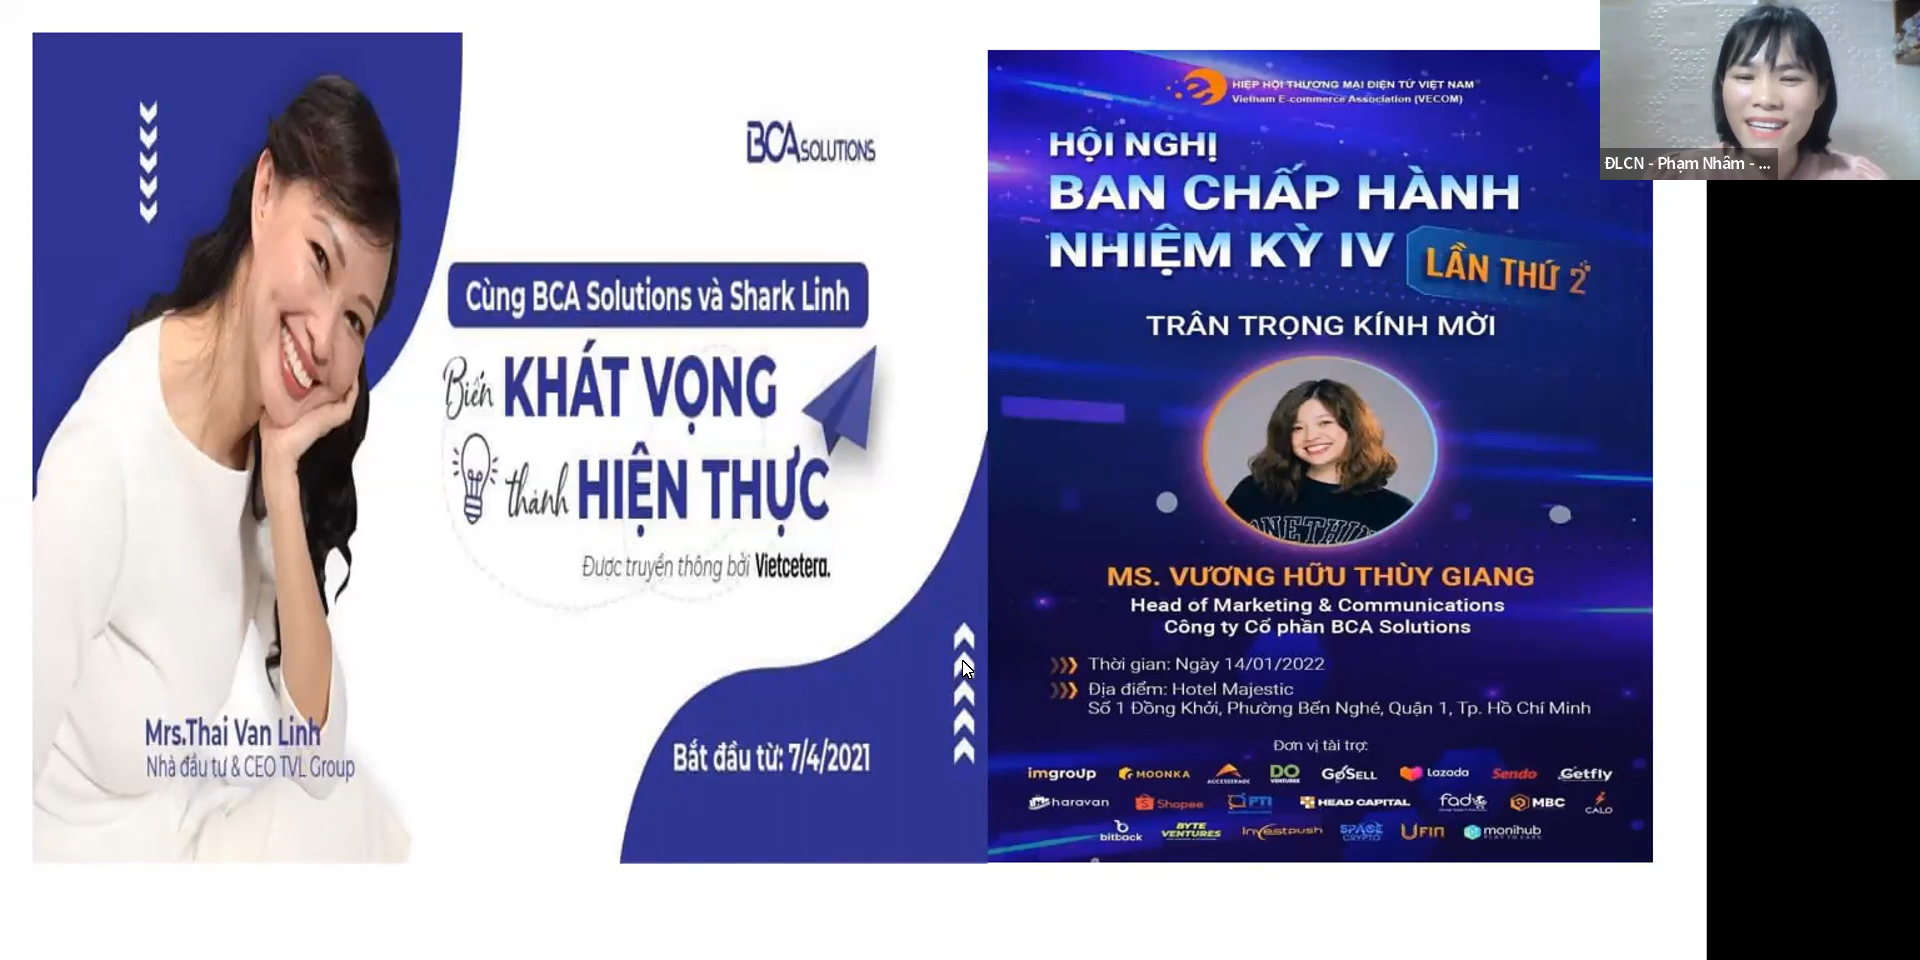 BCA SOLUTIONS
Cùng BCA Solutions và Shark Linh
Biến KHÁT VỌNG
thành HIỆN THỰC
Được truyền thông bởi Vietcetera.
Mrs.Thai Van Linh
Nhà đầu tư & CEO TVL Group
Bắt đầu từ: 7/4/2021
HIỆP HỘI THƯƠNG MẠI ĐIỆN TỬ VIỆT NAM
Vietnam E-commerce Association (VECOM)
HỘI NGHỊ
BAN CHẤP HÀNH
NHIỆM KỲ IV LẦN THỨ 2
TRÂN TRỌNG KÍNH MỜI
MS. VƯƠNG HỮU THÙY GIANG
Head of Marketing & Communications
Công ty Cổ phần BCA Solutions
Thời gian: Ngày 14/01/2022
Địa điểm: Hotel Majestic
Số 1 Đồng Khởi, Phường Bến Nghé, Quận 1, Tp. Hồ Chí Minh
Đơn vị tài trợ:
imgroup MOONKA ACCESSTRADE DO VENTURES GoSELL Lazada Sendo Getfly
haravan Shopee PTI HEAD CAPITAL MBC CALO
bitback BYTE VENTURES Investpush SPACE CRYPTO UFIN monihub
ĐLCN - Phạm Nhâm - ...